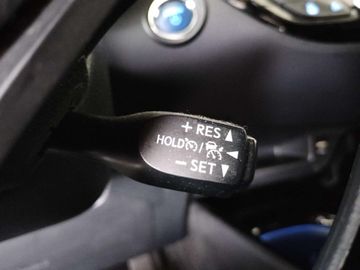 + RES ▲
HOLD / ◄
− SET ▼